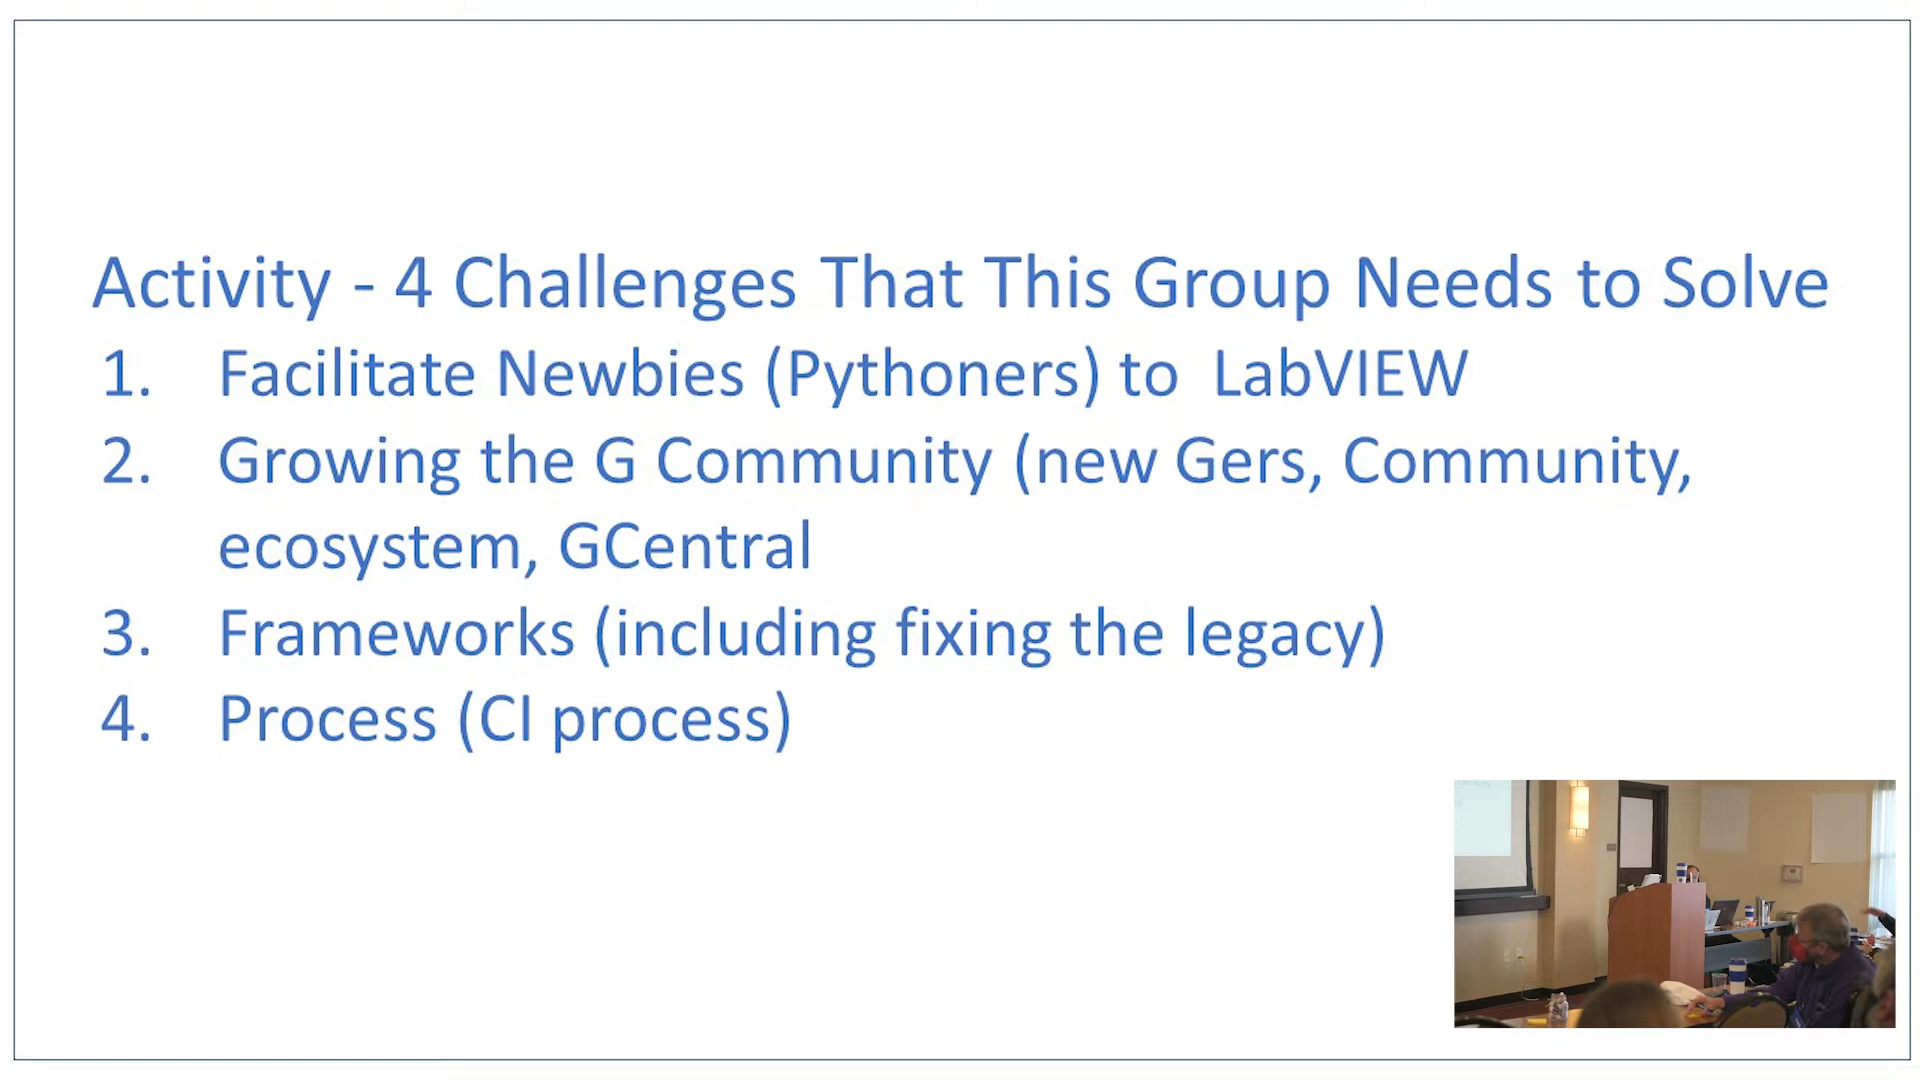 Activity - 4 Challenges That This Group Needs to Solve
1. Facilitate Newbies (Pythoners) to LabVIEW
2. Growing the G Community (new Gers, Community,
ecosystem, GCentral
3. Frameworks (including fixing the legacy)
4. Process (CI process)